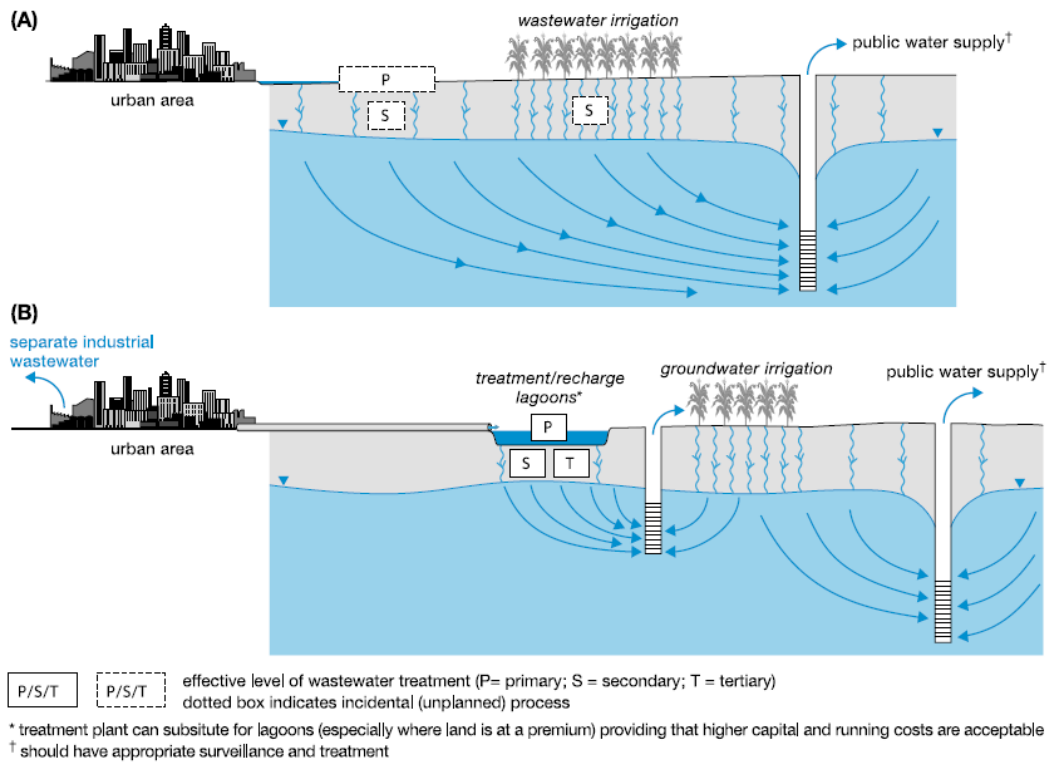 (A)
wastewater irrigation
public water supply†
P
urban area
S
S
(B)
separate industrial
wastewater
treatment/recharge
lagoons*
groundwater irrigation
public water supply†
P
urban area
S
T
P/S/T
P/S/T
effective level of wastewater treatment (P= primary; S = secondary; T = tertiary)
dotted box indicates incidental (unplanned) process
* treatment plant can subsitute for lagoons (especially where land is at a premium) providing that higher capital and running costs are acceptable
† should have appropriate surveillance and treatment